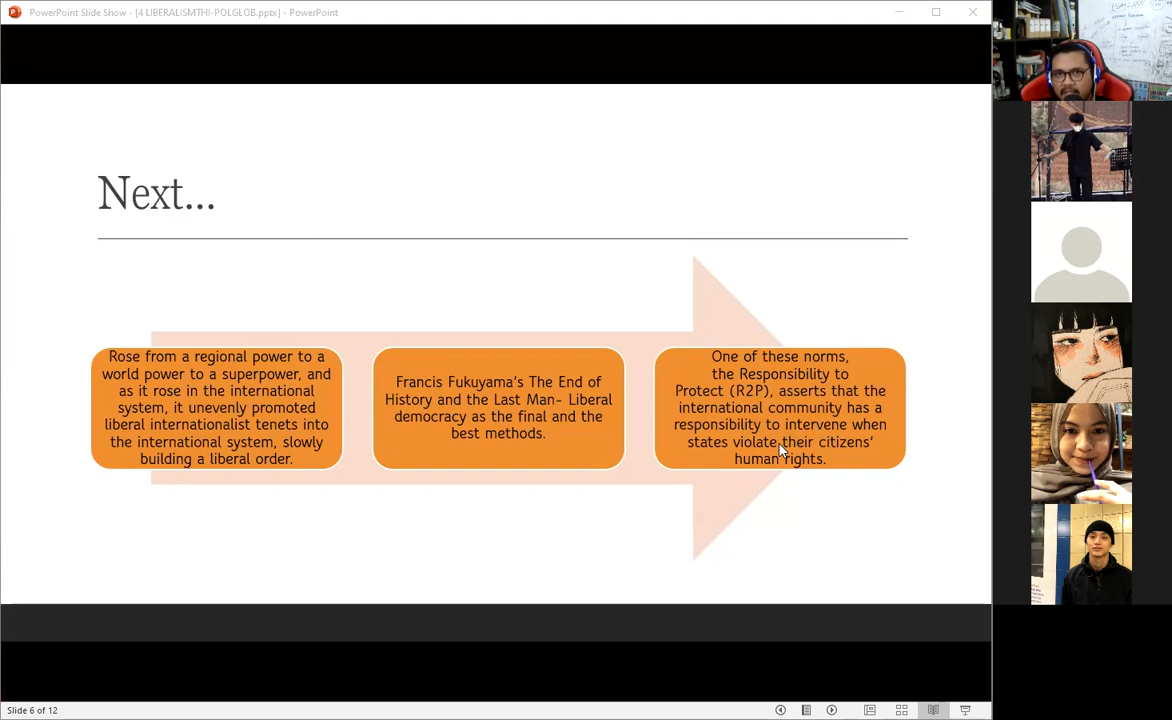 PowerPoint Slide Show - [4 LIBERALISMTHI-POLGLOB.pptx] - PowerPoint
Next...
Rose from a regional power to a
world power to a superpower, and
as it rose in the international
system, it unevenly promoted
liberal internationalist tenets into
the international system, slowly
building a liberal order.
Francis Fukuyama's The End of
History and the Last Man- Liberal
democracy as the final and the
best methods.
One of these norms,
the Responsibility to
Protect (R2P), asserts that the
international community has a
responsibility to intervene when
states violate their citizens'
human rights.
Slide 6 of 12